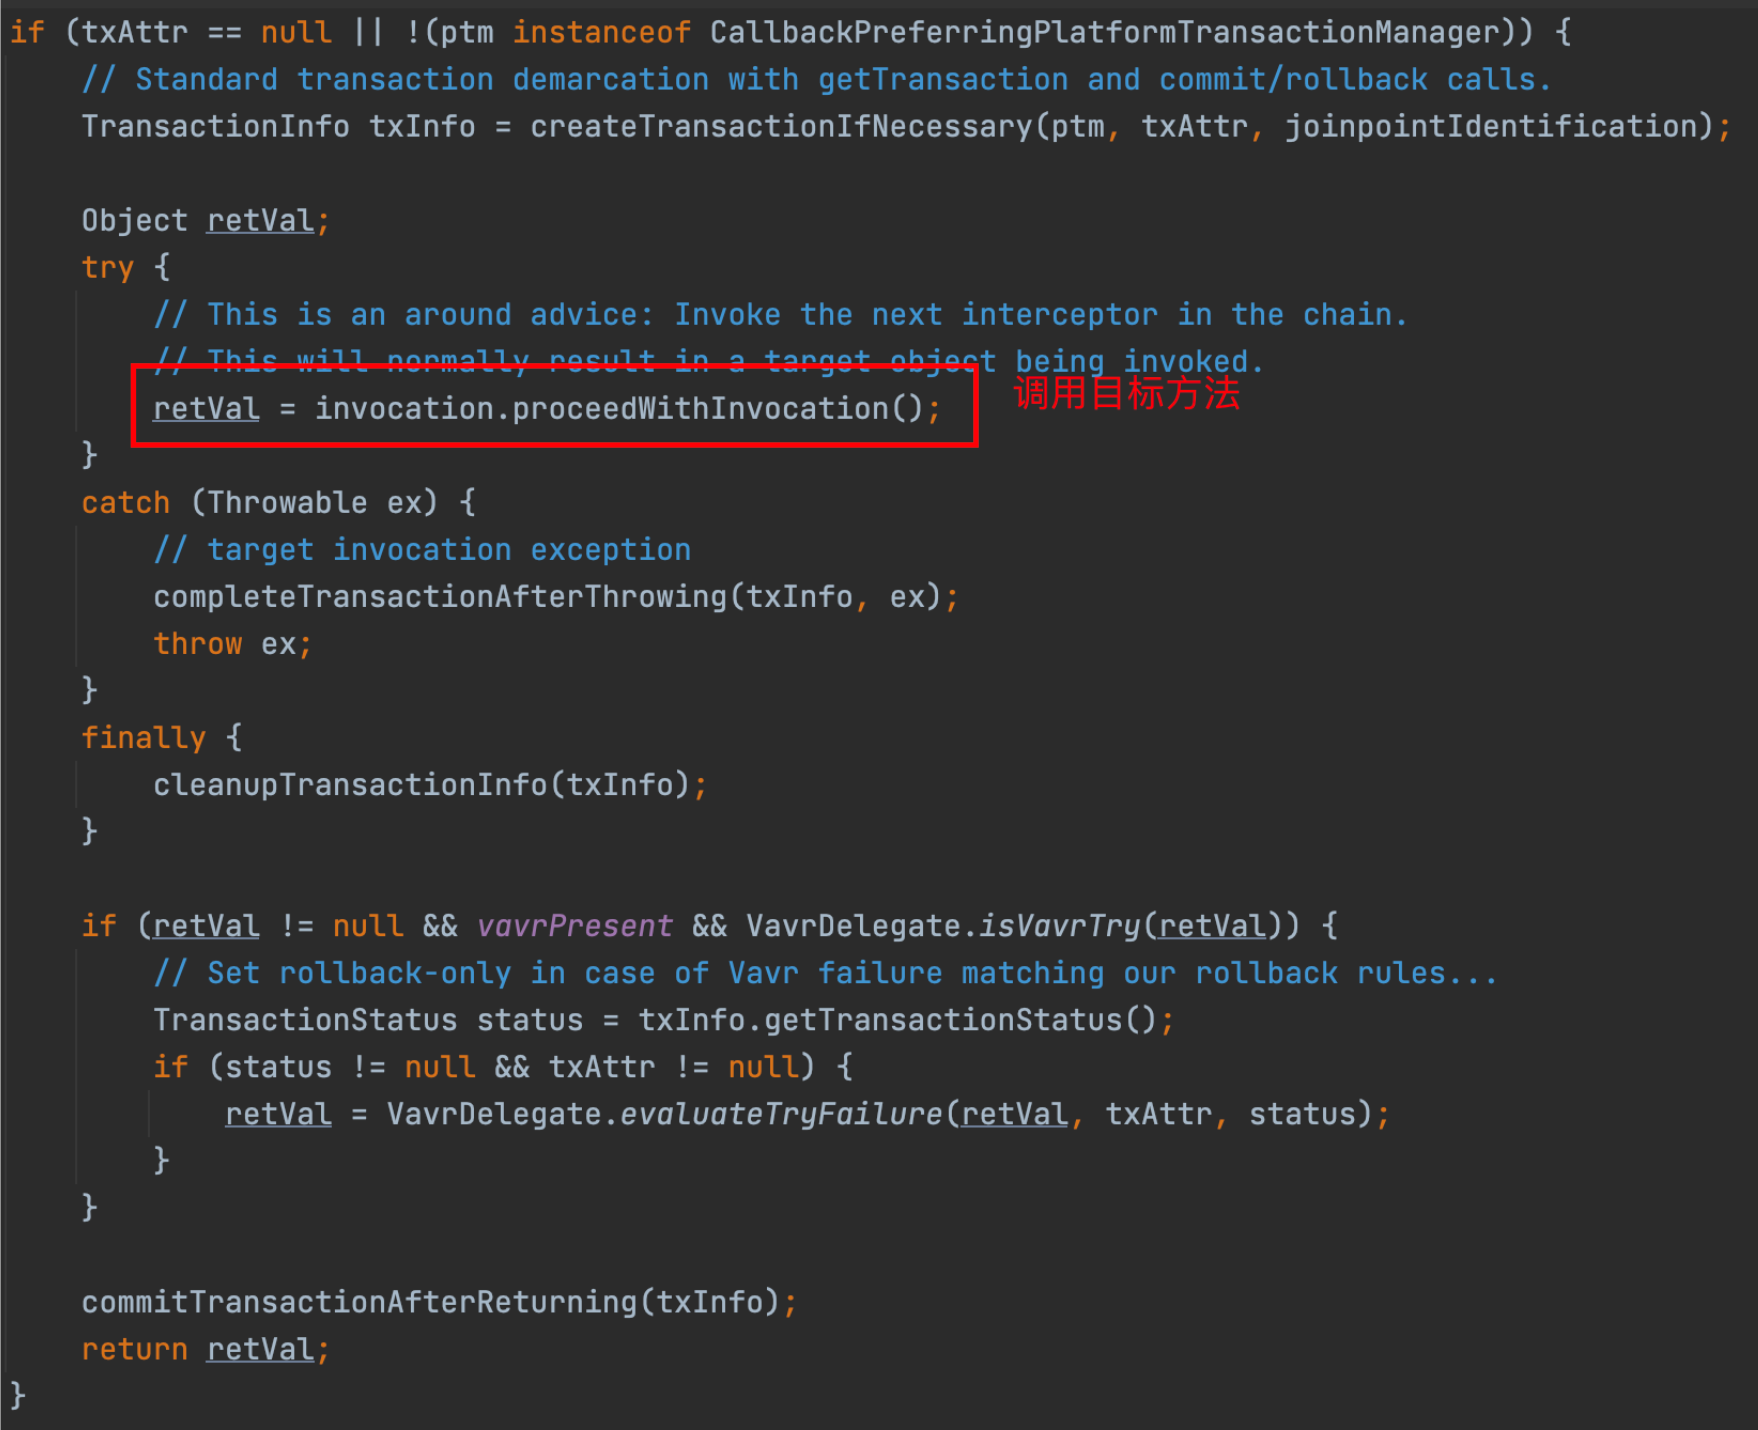 if (txAttr == null || !(ptm instanceof CallbackPreferringPlatformTransactionManager)) {
    // Standard transaction demarcation with getTransaction and commit/rollback calls.
    TransactionInfo txInfo = createTransactionIfNecessary(ptm, txAttr, joinpointIdentification);

    Object retVal;
    try {
        // This is an around advice: Invoke the next interceptor in the chain.
        // This will normally result in a target object being invoked.
        retVal = invocation.proceedWithInvocation();
调用目标方法
    }
    catch (Throwable ex) {
        // target invocation exception
        completeTransactionAfterThrowing(txInfo, ex);
        throw ex;
    }
    finally {
        cleanupTransactionInfo(txInfo);
    }

    if (retVal != null && vavrPresent && VavrDelegate.isVavrTry(retVal)) {
        // Set rollback-only in case of Vavr failure matching our rollback rules...
        TransactionStatus status = txInfo.getTransactionStatus();
        if (status != null && txAttr != null) {
            retVal = VavrDelegate.evaluateTryFailure(retVal, txAttr, status);
        }
    }

    commitTransactionAfterReturning(txInfo);
    return retVal;
}